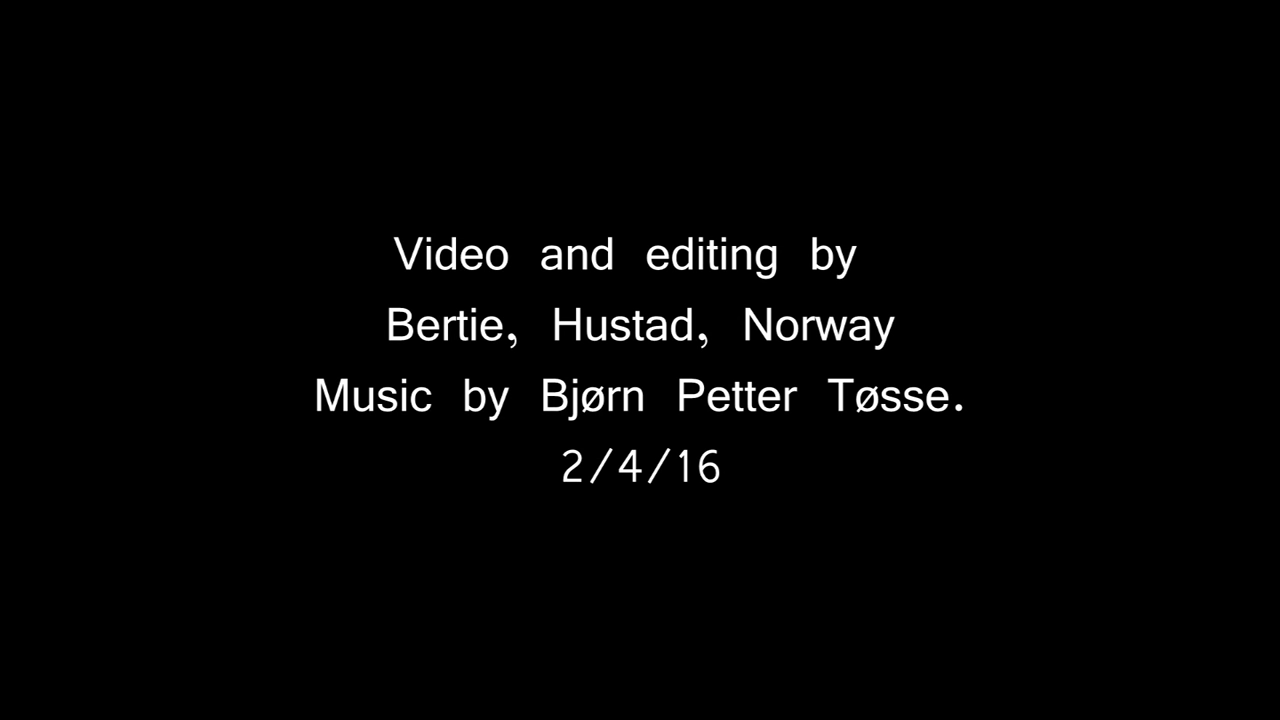 Video and editing by
Bertie, Hustad, Norway
Music by Bjørn Petter Tøsse.
2/4/16